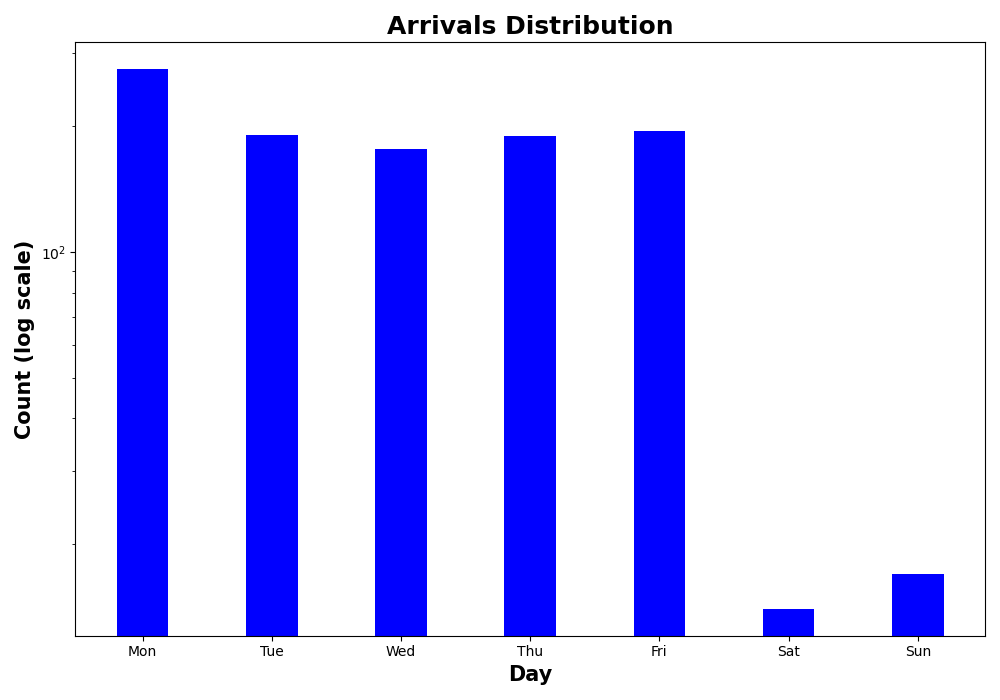 Arrivals Distribution
Count (log scale)
10²
Mon Tue Wed Thu Fri Sat Sun
Day